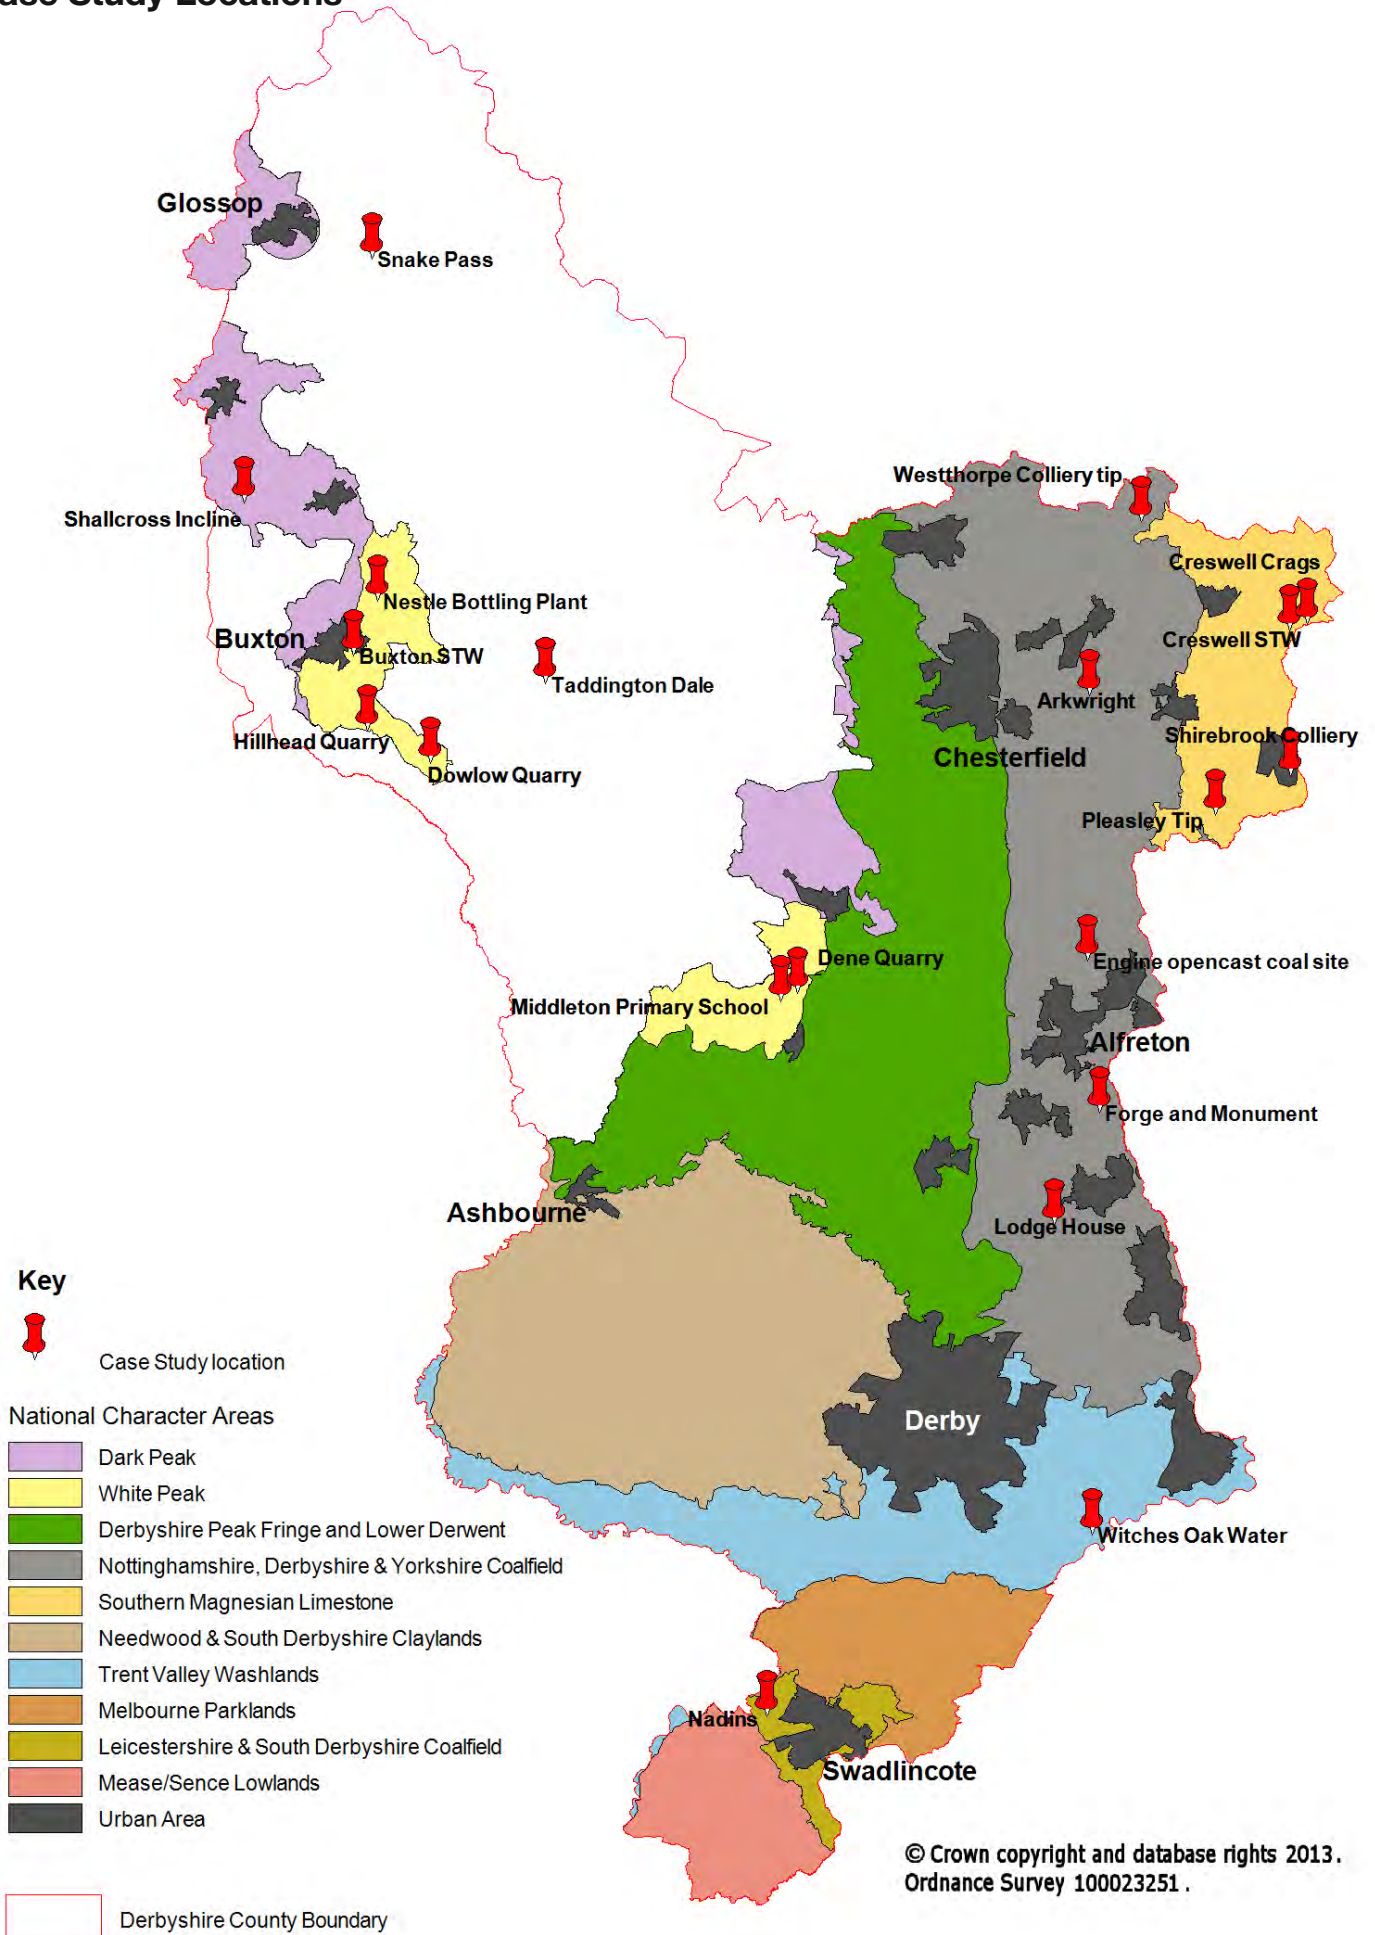 ase Study Locations
Glossop
Snake Pass
Westthorpe Colliery tip
Shallcross Incline
Creswell Crags
Nestle Bottling Plant
Buxton
Creswell STW
Buxton STW
Taddington Dale
Arkwright
Hillhead Quarry
Shirebrook Colliery
Chesterfield
Dowlow Quarry
Pleasley Tip
Dene Quarry
Engine opencast coal site
Middleton Primary School
Alfreton
Forge and Monument
Ashbourne
Lodge House
Key
Case Study location
National Character Areas
Derby
Dark Peak
White Peak
Derbyshire Peak Fringe and Lower Derwent
Witches Oak Water
Nottinghamshire, Derbyshire & Yorkshire Coalfield
Southern Magnesian Limestone
Needwood & South Derbyshire Claylands
Trent Valley Washlands
Melbourne Parklands
Nadins
Leicestershire & South Derbyshire Coalfield
Swadlincote
Mease/Sence Lowlands
Urban Area
© Crown copyright and database rights 2013.
Ordnance Survey 100023251.
Derbyshire County Boundary